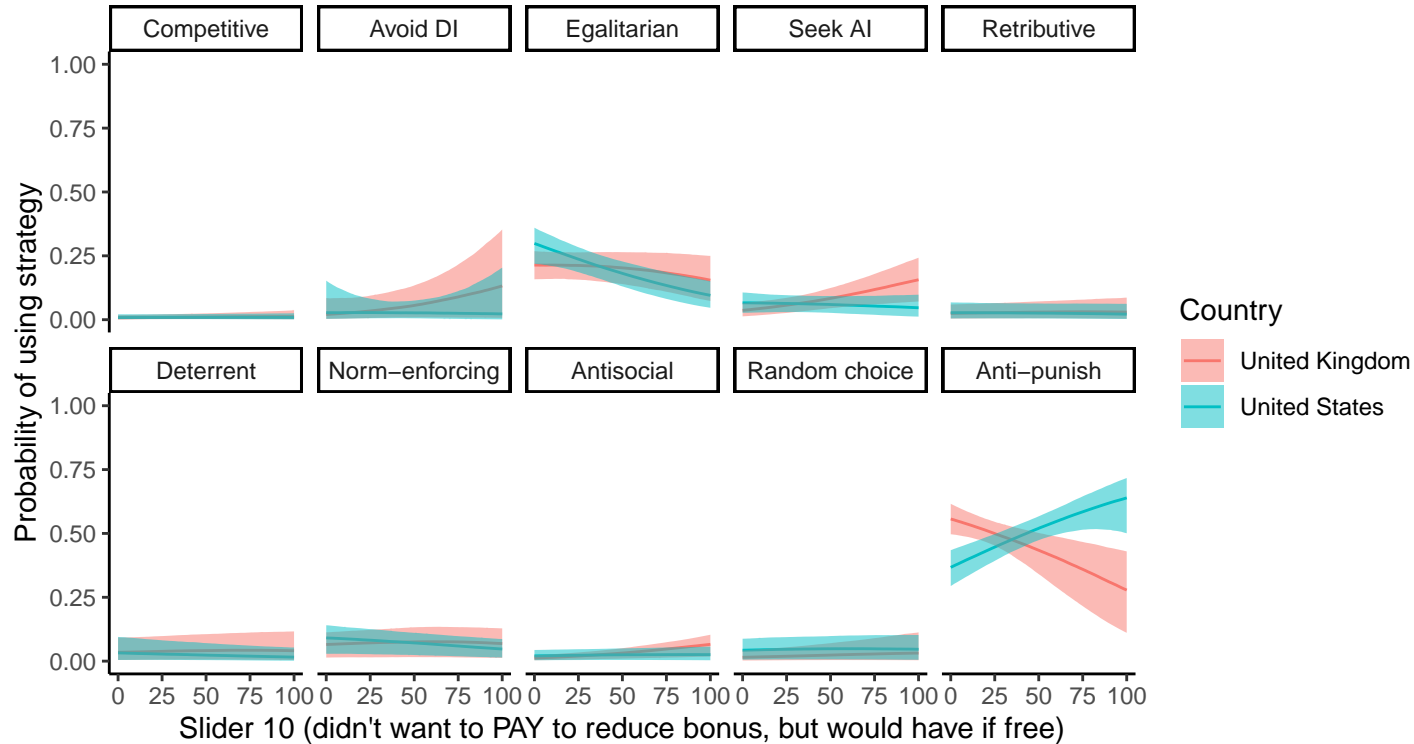 Competitive Avoid DI Egalitarian Seek AI Retributive
1.00
0.75
0.50
0.25
0.00
Deterrent Norm−enforcing Antisocial Random choice Anti−punish
1.00
0.75
0.50
0.25
0.00
0 25 50 75 100 0 25 50 75 100 0 25 50 75 100 0 25 50 75 100 0 25 50 75 100
Slider 10 (didn't want to PAY to reduce bonus, but would have if free)
Probability of using strategy
Country
United Kingdom
United States